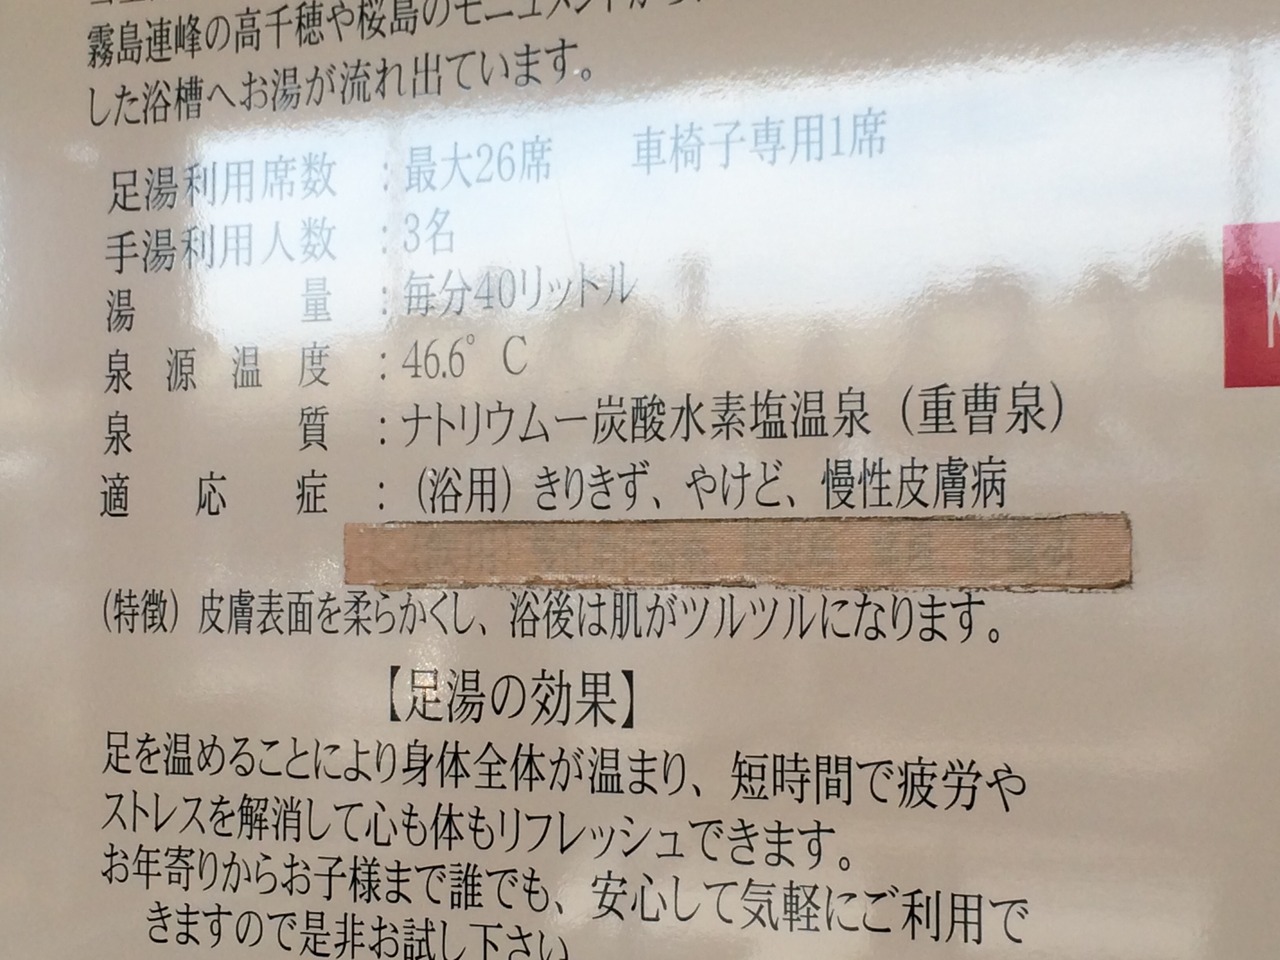 霧島連峰の高千穂や桜島のモニュメントから
した浴槽へお湯が流れ出ています。
足湯利用席数 ：最大26席　車椅子専用1席
手湯利用人数 ：3名
湯量 ：毎分40リットル
泉源温度 ：46.6°C
泉質 ：ナトリウムー炭酸水素塩温泉（重曹泉）
適応症 ：（浴用）きりきず、やけど、慢性皮膚病
（特徴）皮膚表面を柔らかくし、浴後は肌がツルツルになります。
【足湯の効果】
足を温めることにより身体全体が温まり、短時間で疲労や
ストレスを解消して心も体もリフレッシュできます。
お年寄りからお子様まで誰でも、安心して気軽にご利用で
きますので是非お試し下さい
K